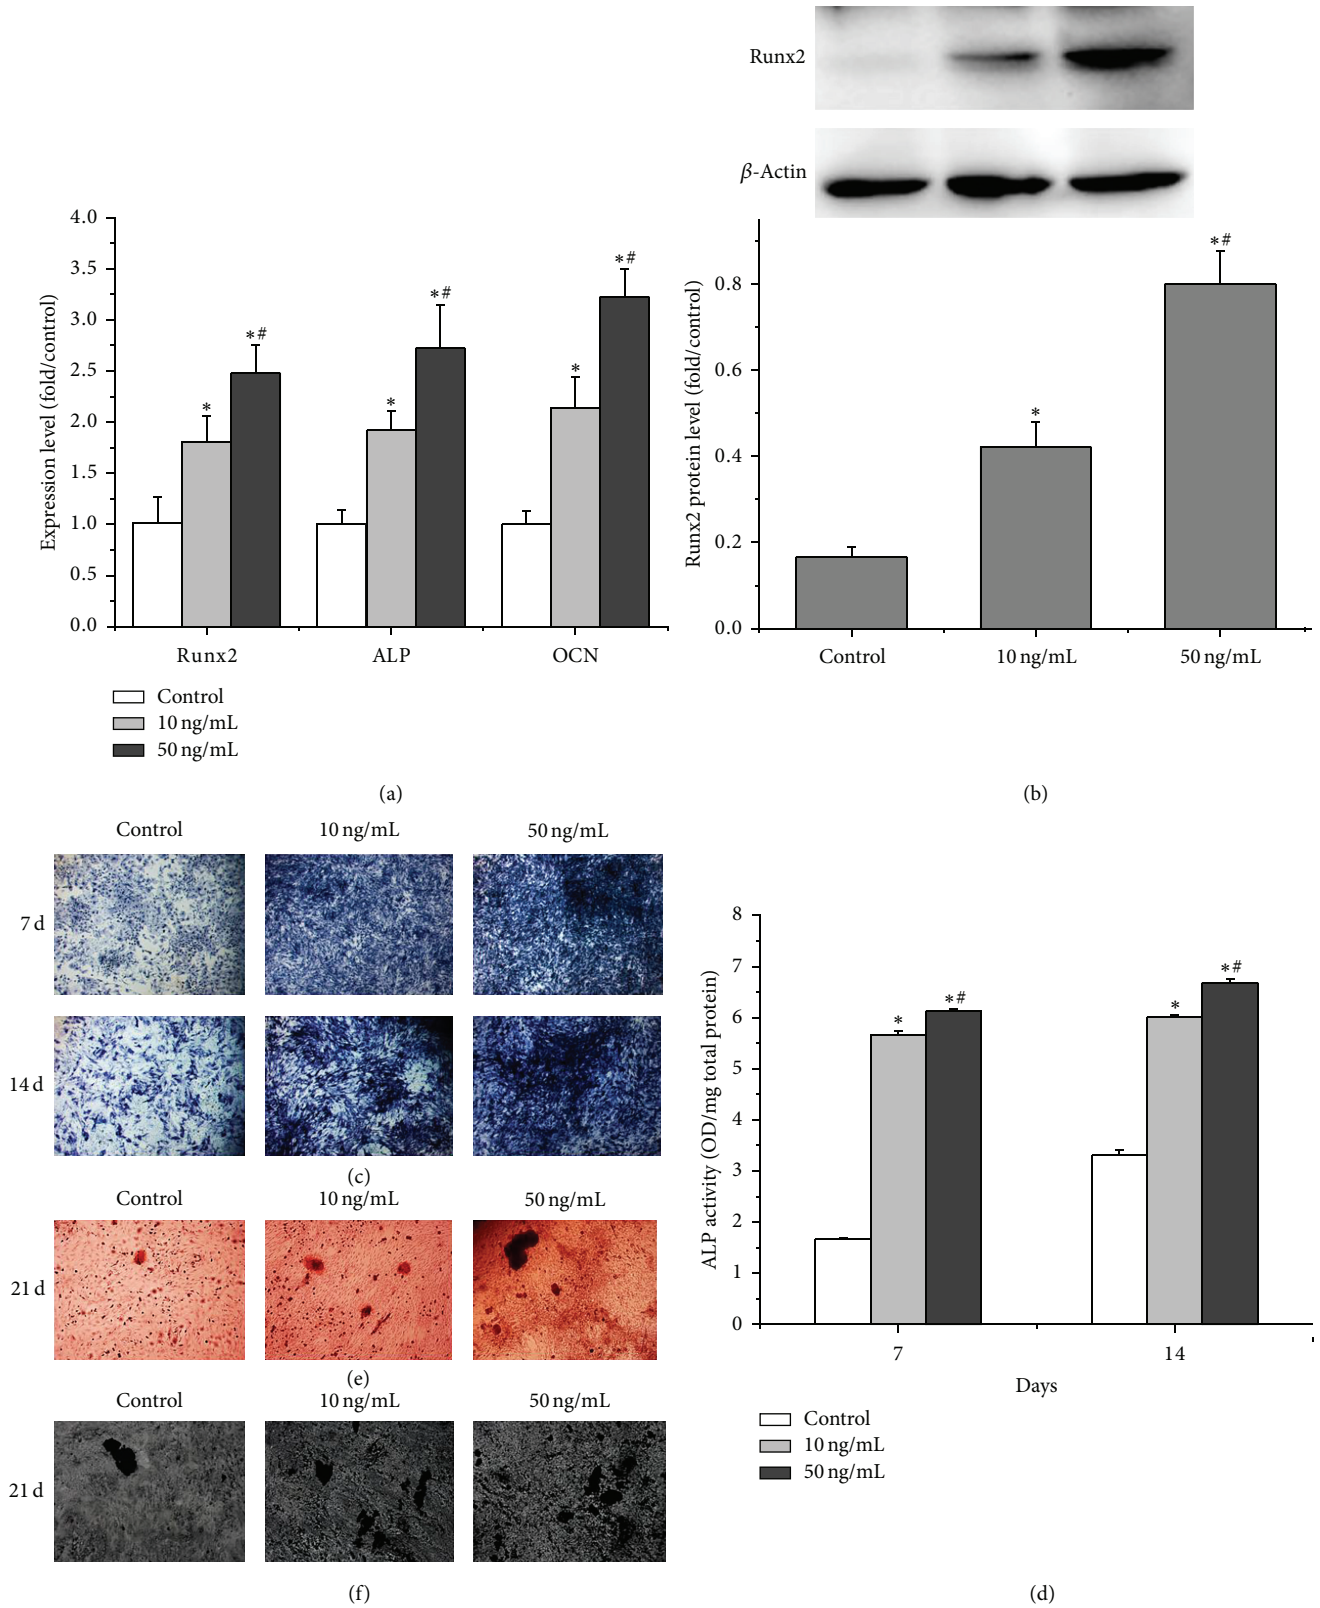 4.0
3.5
3.0
2.5
2.0
1.5
1.0
0.5
0.0
Expression level (fold/control)
*
*#
*
*#
*
*#
Runx2 ALP OCN
Control
10 ng/mL
50 ng/mL
(a)
Runx2
β-Actin
0.8
0.6
0.4
0.2
0.0
Runx2 protein level (fold/control)
*
*#
Control 10 ng/mL 50 ng/mL
(b)
Control 10 ng/mL 50 ng/mL
7 d
14 d
(c)
Control 10 ng/mL 50 ng/mL
21 d
(e)
Control 10 ng/mL 50 ng/mL
21 d
(f)
8
7
6
5
4
3
2
1
0
ALP activity (OD/mg total protein)
*
*#
*
*#
7 14
Days
Control
10 ng/mL
50 ng/mL
(d)